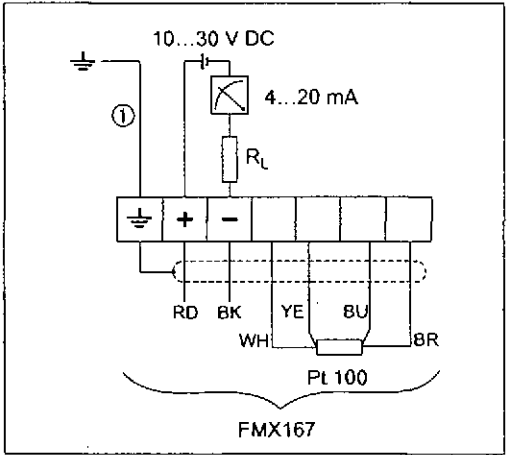 10...30 V DC
4...20 mA
①
R_L
+ −
RD BK YE BU
WH BR
Pt 100
FMX167